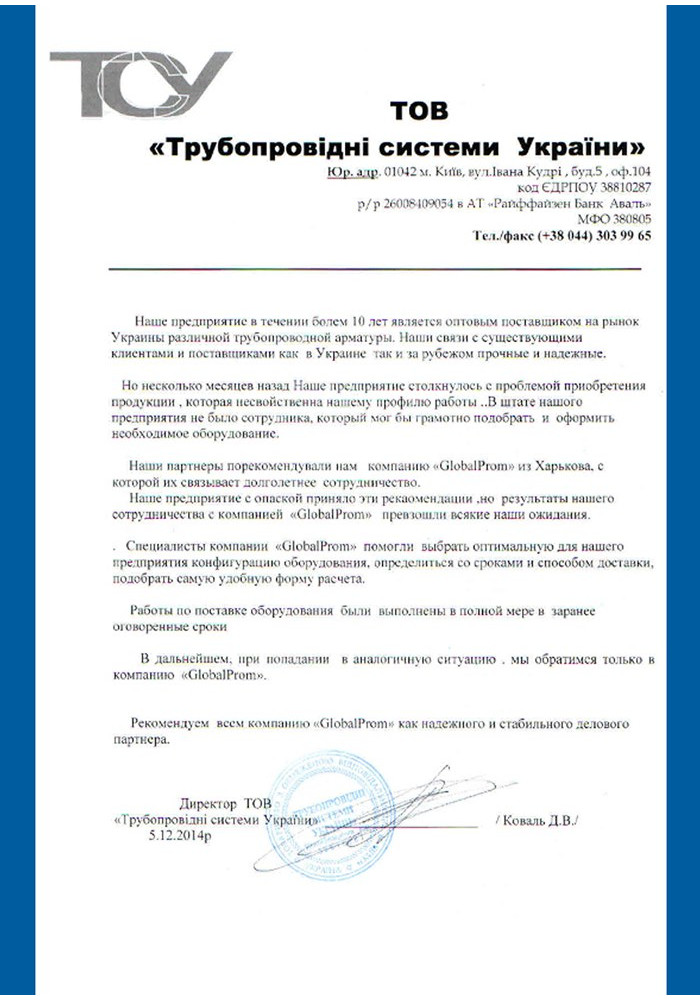 ТСУ
ТОВ
«Трубопровідні системи України»
Юр. адр. 01042 м. Київ, вул.Івана Кудрі , буд.5 , оф.104
код ЄДРПОУ 38810287
р/р 26008409054 в АТ «Райффайзен Банк Аваль»
МФО 380805
Тел./факс (+38 044) 303 99 65
Наше предприятие в течении болем 10 лет является оптовым поставщиком на рынок
Украины различной трубопроводной арматуры. Наши связи с существующими
клиентами и поставщиками как в Украине так и за рубежом прочные и надежные.
Но несколько месяцев назад Наше предприятие столкнулось с проблемой приобретения
продукции , которая несвойственна нашему профилю работы ..В штате нашого
предприятия не было сотрудника, который мог бы грамотно подобрать и оформить
необходимое оборудование.
Наши партнеры порекомендували нам компанию «GlobalProm» из Харькова, с
которой их связывает долголетнее сотрудничество.
Наше предприятие с опаской приняло эти рекаомендации ,но результаты нашего
сотрудничества с компанией «GlobalProm» превзошли всякие наши ожидания.
. Специалисты компании «GlobalProm» помогли выбрать оптимальную для нашего
предприятия конфигурацию оборудования, определиться со сроками и способом доставки,
подобрать самую удобную форму расчета.
Работы по поставке оборудования были выполнены в полной мере в заранее
оговоренные сроки
В дальнейшем, при попадании в аналогичную ситуацию , мы обратимся только в
компанию «GlobalProm».
Рекомендуем всем компанию «GlobalProm» как надежного и стабильного делового
партнера.
Директор ТОВ
«Трубопровідні системи України» / Коваль Д.В./
5.12.2014р
ТРУБОПРОВІДНІ
СИСТЕМИ
УКРАЇНИ